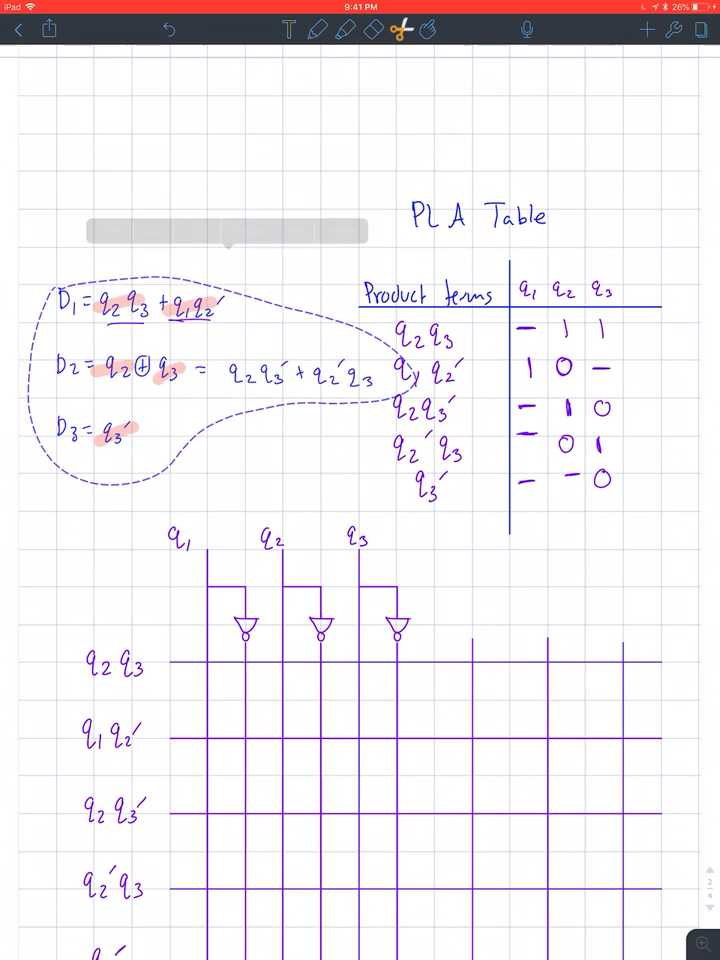 iPad 9:41 PM 26%
T
PLA Table
D1 = q2 q3 + q1 q2′
D2 = q2 ⊕ q3 = q2 q3′ + q2′ q3
D3 = q3′
Product terms q1 q2 q3
q2 q3 – 1 1
q1 q2′ 1 0 –
q2 q3′ – 1 0
q2′ q3 – 0 1
q3′ – – 0
q1 q2 q3
q2 q3
q1 q2′
q2 q3′
q2′ q3
2
4